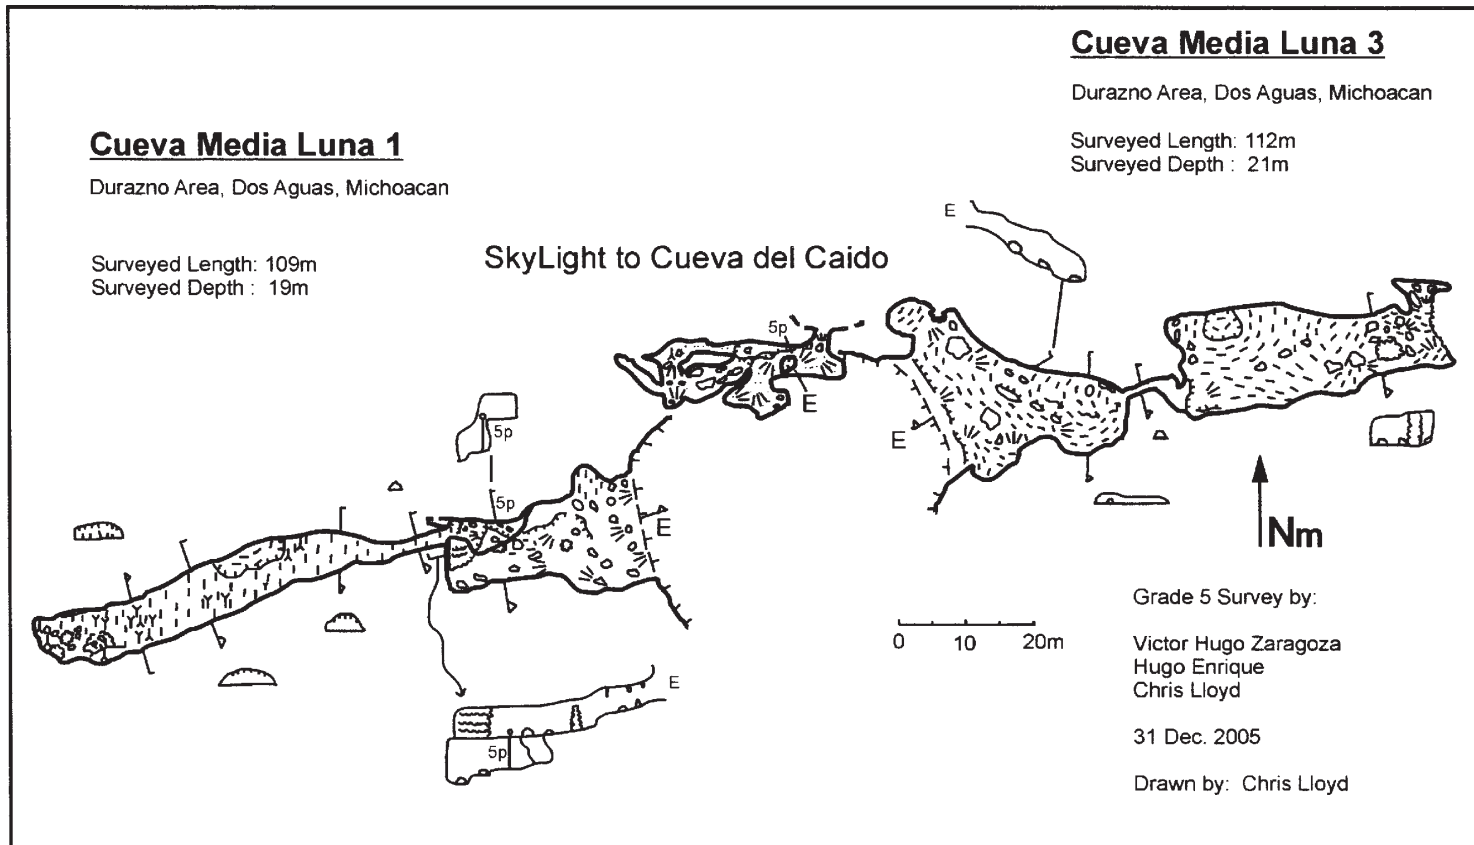 Cueva Media Luna 3
Durazno Area, Dos Aguas, Michoacan
Surveyed Length: 112m
Surveyed Depth : 21m
Cueva Media Luna 1
Durazno Area, Dos Aguas, Michoacan
Surveyed Length: 109m
Surveyed Depth : 19m
SkyLight to Cueva del Caido
E
5p
E
E
5p
5p
E
Nm
0 10 20m
E
5p
Grade 5 Survey by:
Victor Hugo Zaragoza
Hugo Enrique
Chris Lloyd
31 Dec. 2005
Drawn by: Chris Lloyd